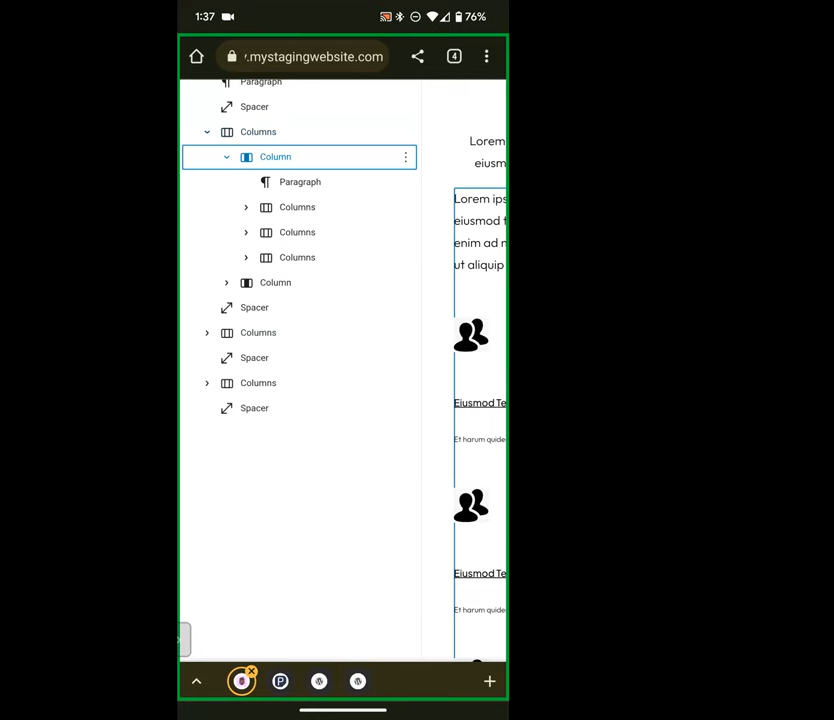 1:37
76%
.mystagingwebsite.com
4
Paragraph
Spacer
Columns
Column
Paragraph
Columns
Columns
Columns
Column
Spacer
Columns
Spacer
Columns
Spacer
Lorem
eiusm
Lorem ips
eiusmod t
enim ad m
ut aliquip
Eiusmod Te
Et harum quide
Eiusmod Te
Et harum quide